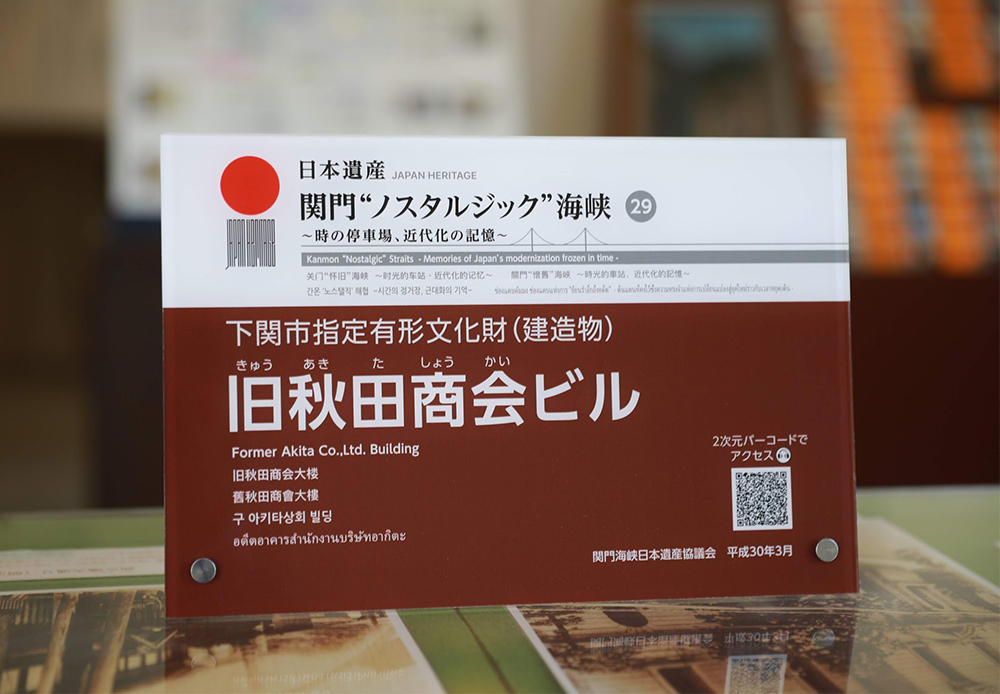 日本遺産 JAPAN HERITAGE
関門“ノスタルジック”海峡 29
～時の停車場、近代化の記憶～
Kanmon "Nostalgic" Straits - Memories of Japan's modernization frozen in time -
关门“怀旧”海峡 ～时光的车站、近代化的记忆～ 關門“懷舊”海峽 ～時光的車站、近代化的記憶～
간몬 '노스탤직' 해협 -시간의 정거장, 근대화의 기억-
JAPAN HERITAGE
下関市指定有形文化財（建造物）
きゅう あき た しょう かい
旧秋田商会ビル
Former Akita Co.,Ltd. Building
旧秋田商会大楼
舊秋田商會大樓
구 아키타상회 빌딩
อดีตอาคารสำนักงานบริษัทอากิตะ
2次元バーコードで
アクセス
関門海峡日本遺産協議会 平成30年3月